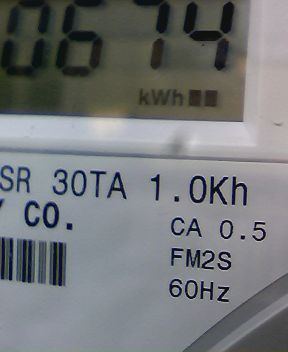 0674
kWh
SR 30TA 1.0Kh
Y CO.
CA 0.5
FM2S
60Hz